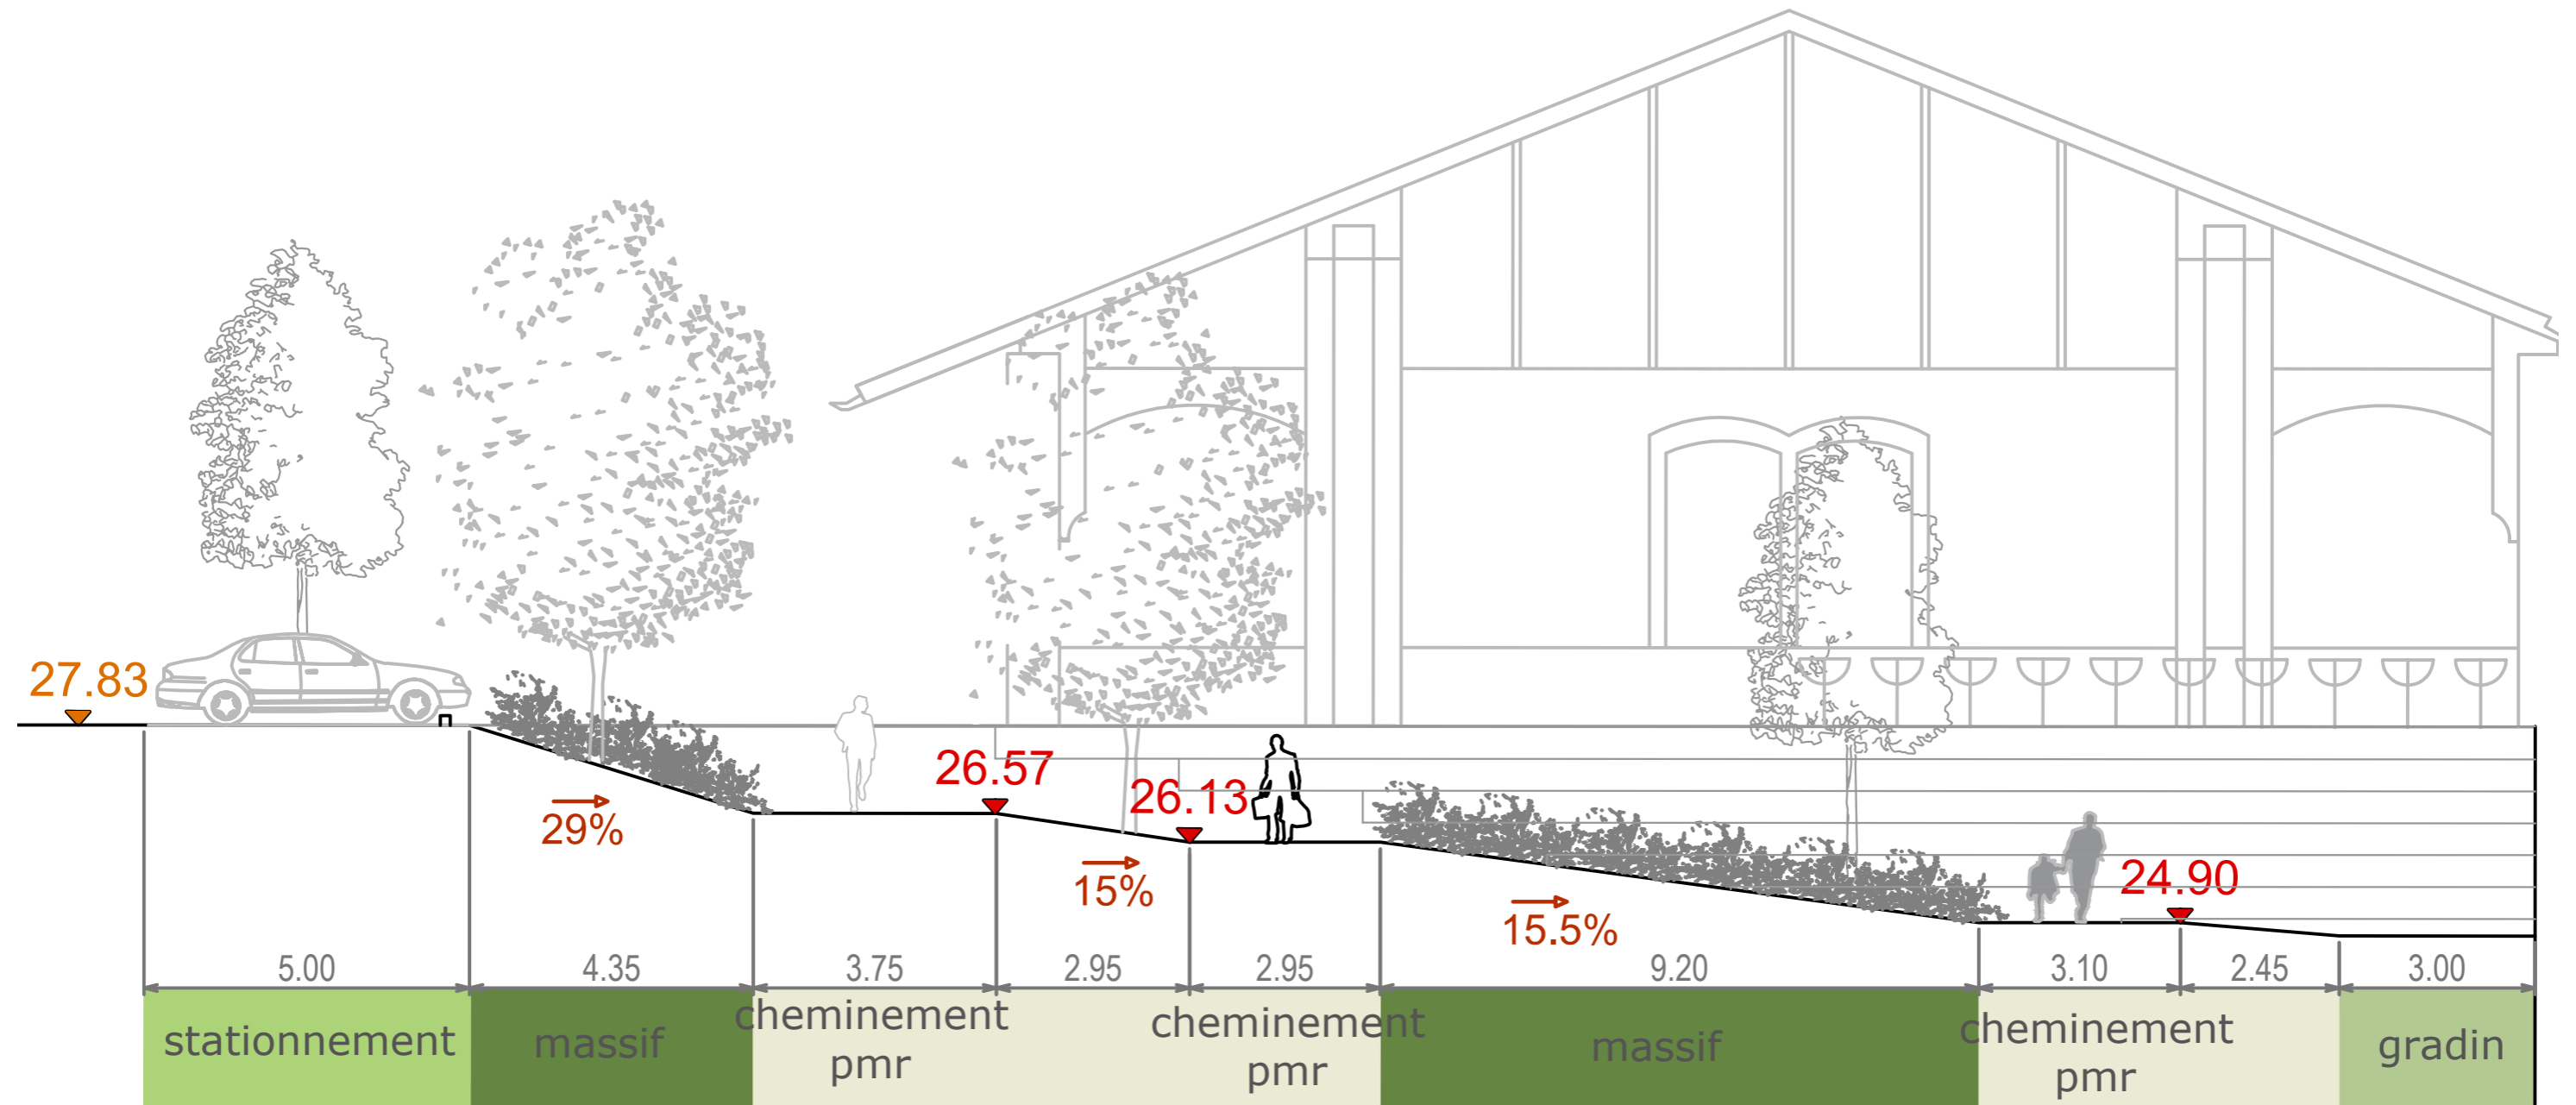 27.83
26.57
26.13
24.90
29%
15%
15.5%
5.00
4.35
3.75
2.95
2.95
9.20
3.10
2.45
3.00
stationnement
massif
cheminement
pmr
cheminement
pmr
massif
cheminement
pmr
gradin